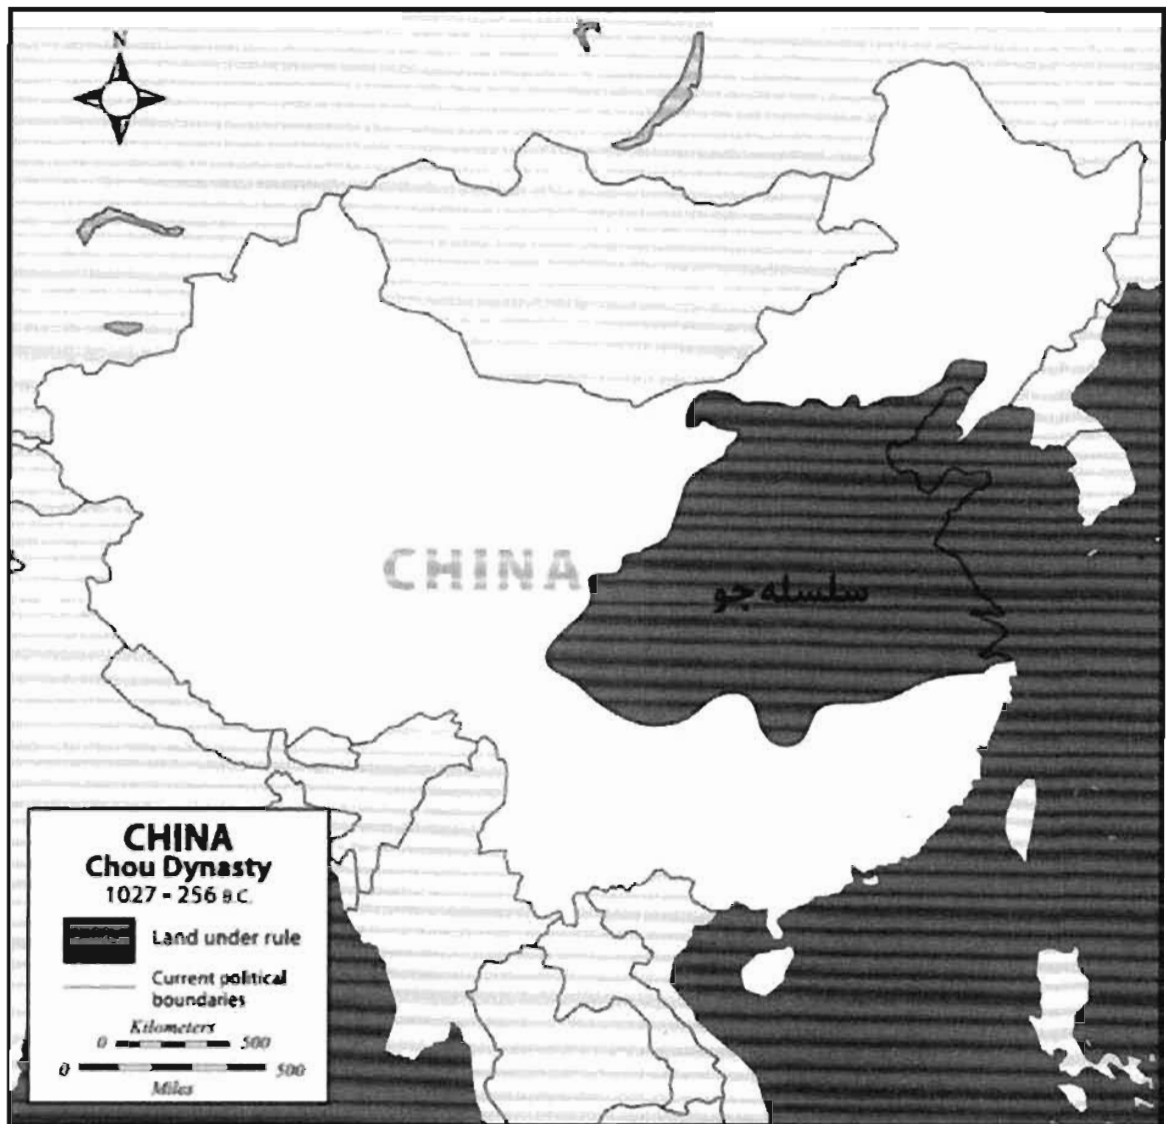 N
CHINA
سلسله جو
CHINA
Chou Dynasty
1027 - 256 B.C.
Land under rule
Current political
boundaries
Kilometers
0 500
0 500
Miles